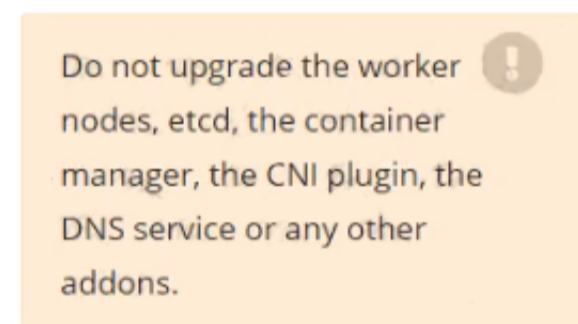 Do not upgrade the worker
nodes, etcd, the container
manager, the CNI plugin, the
DNS service or any other
addons.